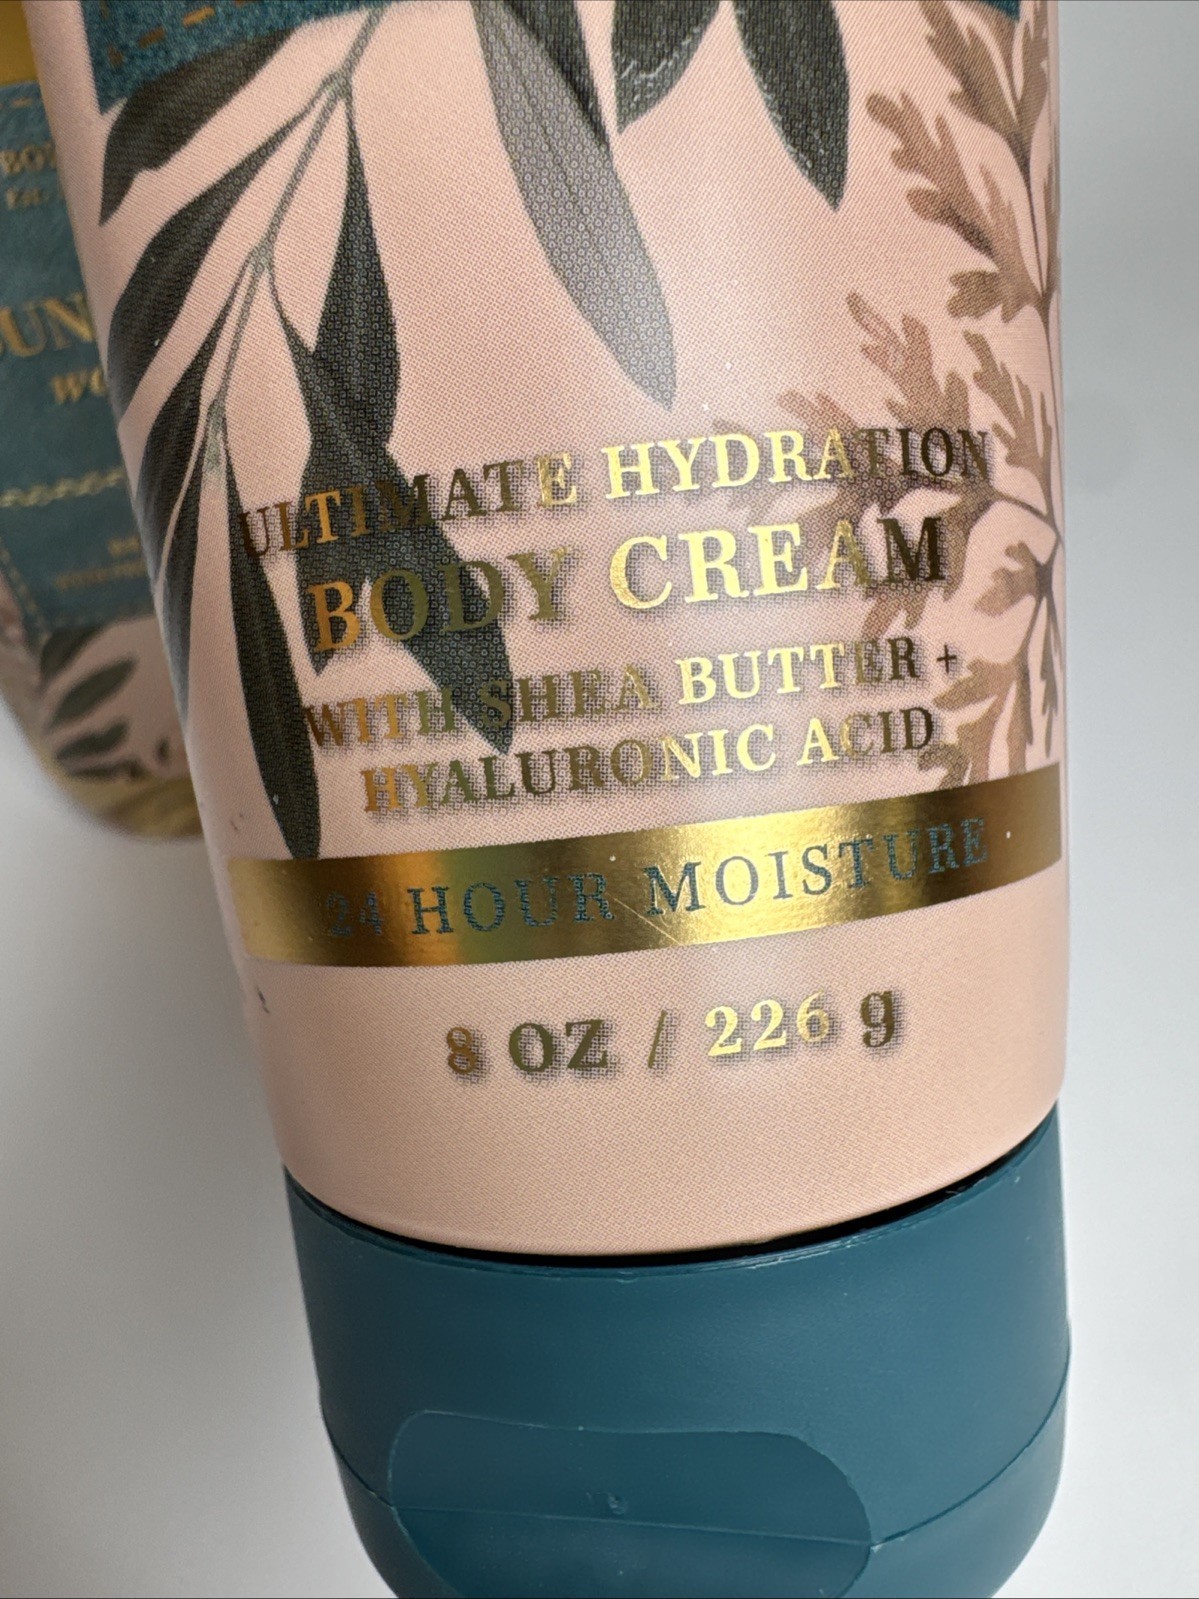 ULTIMATE HYDRATION
BODY CREAM
WITH SHEA BUTTER +
HYALURONIC ACID
24 HOUR MOISTURE
8 OZ / 226 g